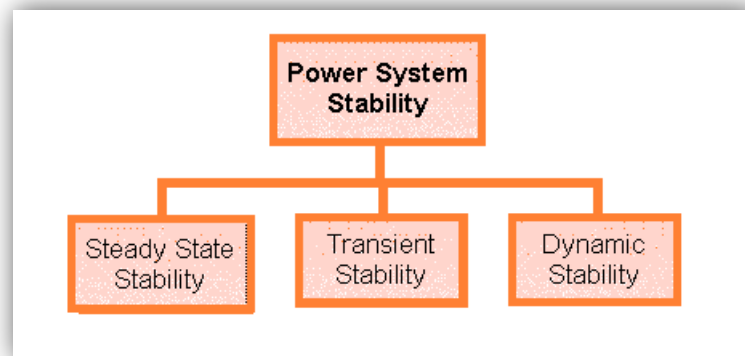 Power System
Stability
Steady State
Stability
Transient
Stability
Dynamic
Stability